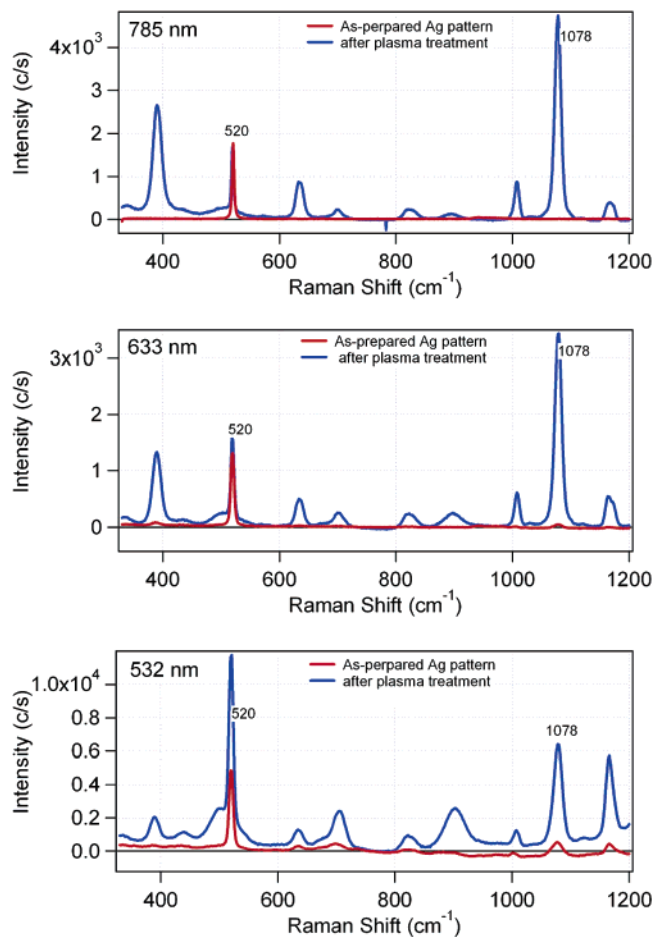 785 nm
As-perpared Ag pattern
after plasma treatment
1078
520
4x10³
3
2
1
0
Intensity (c/s)
400
600
800
1000
1200
Raman Shift (cm⁻¹)
633 nm
As-prepared Ag pattern
after plasma treatment
1078
520
3x10³
2
1
0
Intensity (c/s)
400
600
800
1000
1200
Raman Shift (cm⁻¹)
532 nm
As-perpared Ag pattern
after plasma treatment
520
1078
1.0x10⁴
0.8
0.6
0.4
0.2
0.0
Intensity (c/s)
400
600
800
1000
1200
Raman Shift (cm⁻¹)